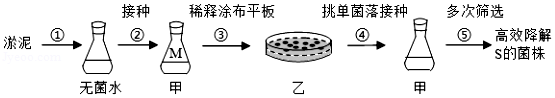 接种 稀释涂布平板 挑单菌落接种 多次筛选
淤泥 ① ② M ③ ④ ⑤ 高效降解
S的菌株
无菌水 甲 乙 甲